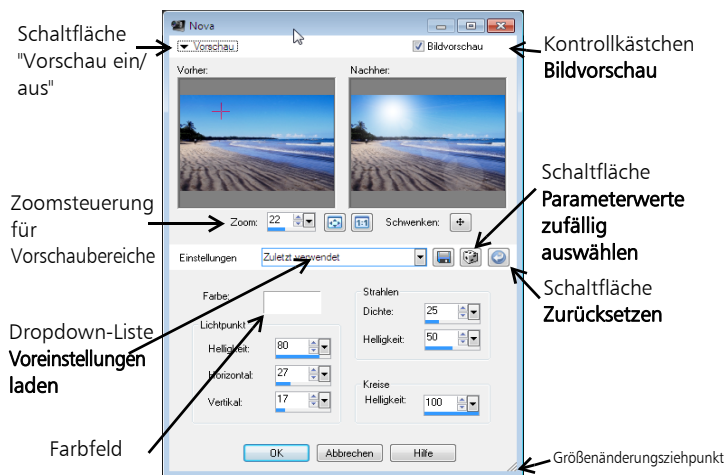 Nova
Schaltfläche
"Vorschau ein/
aus"
Vorschau
Bildvorschau
Kontrollkästchen
Bildvorschau
Vorher:
Nachher:
Zoomsteuerung
für
Vorschaubereiche
Zoom: 22
1:1
Schwenken:
Schaltfläche
Parameterwerte
zufällig
auswählen
Einstellungen
Zuletzt verwendet
Schaltfläche
Zurücksetzen
Farbe:
Strahlen
Dichte: 25
Helligkeit: 50
Dropdown-Liste
Voreinstellungen
laden
Lichtpunkt
Helligkeit: 80
Horizontal: 27
Vertikal: 17
Kreise
Helligkeit: 100
Farbfeld
OK
Abbrechen
Hilfe
Größenänderungsziehpunkt